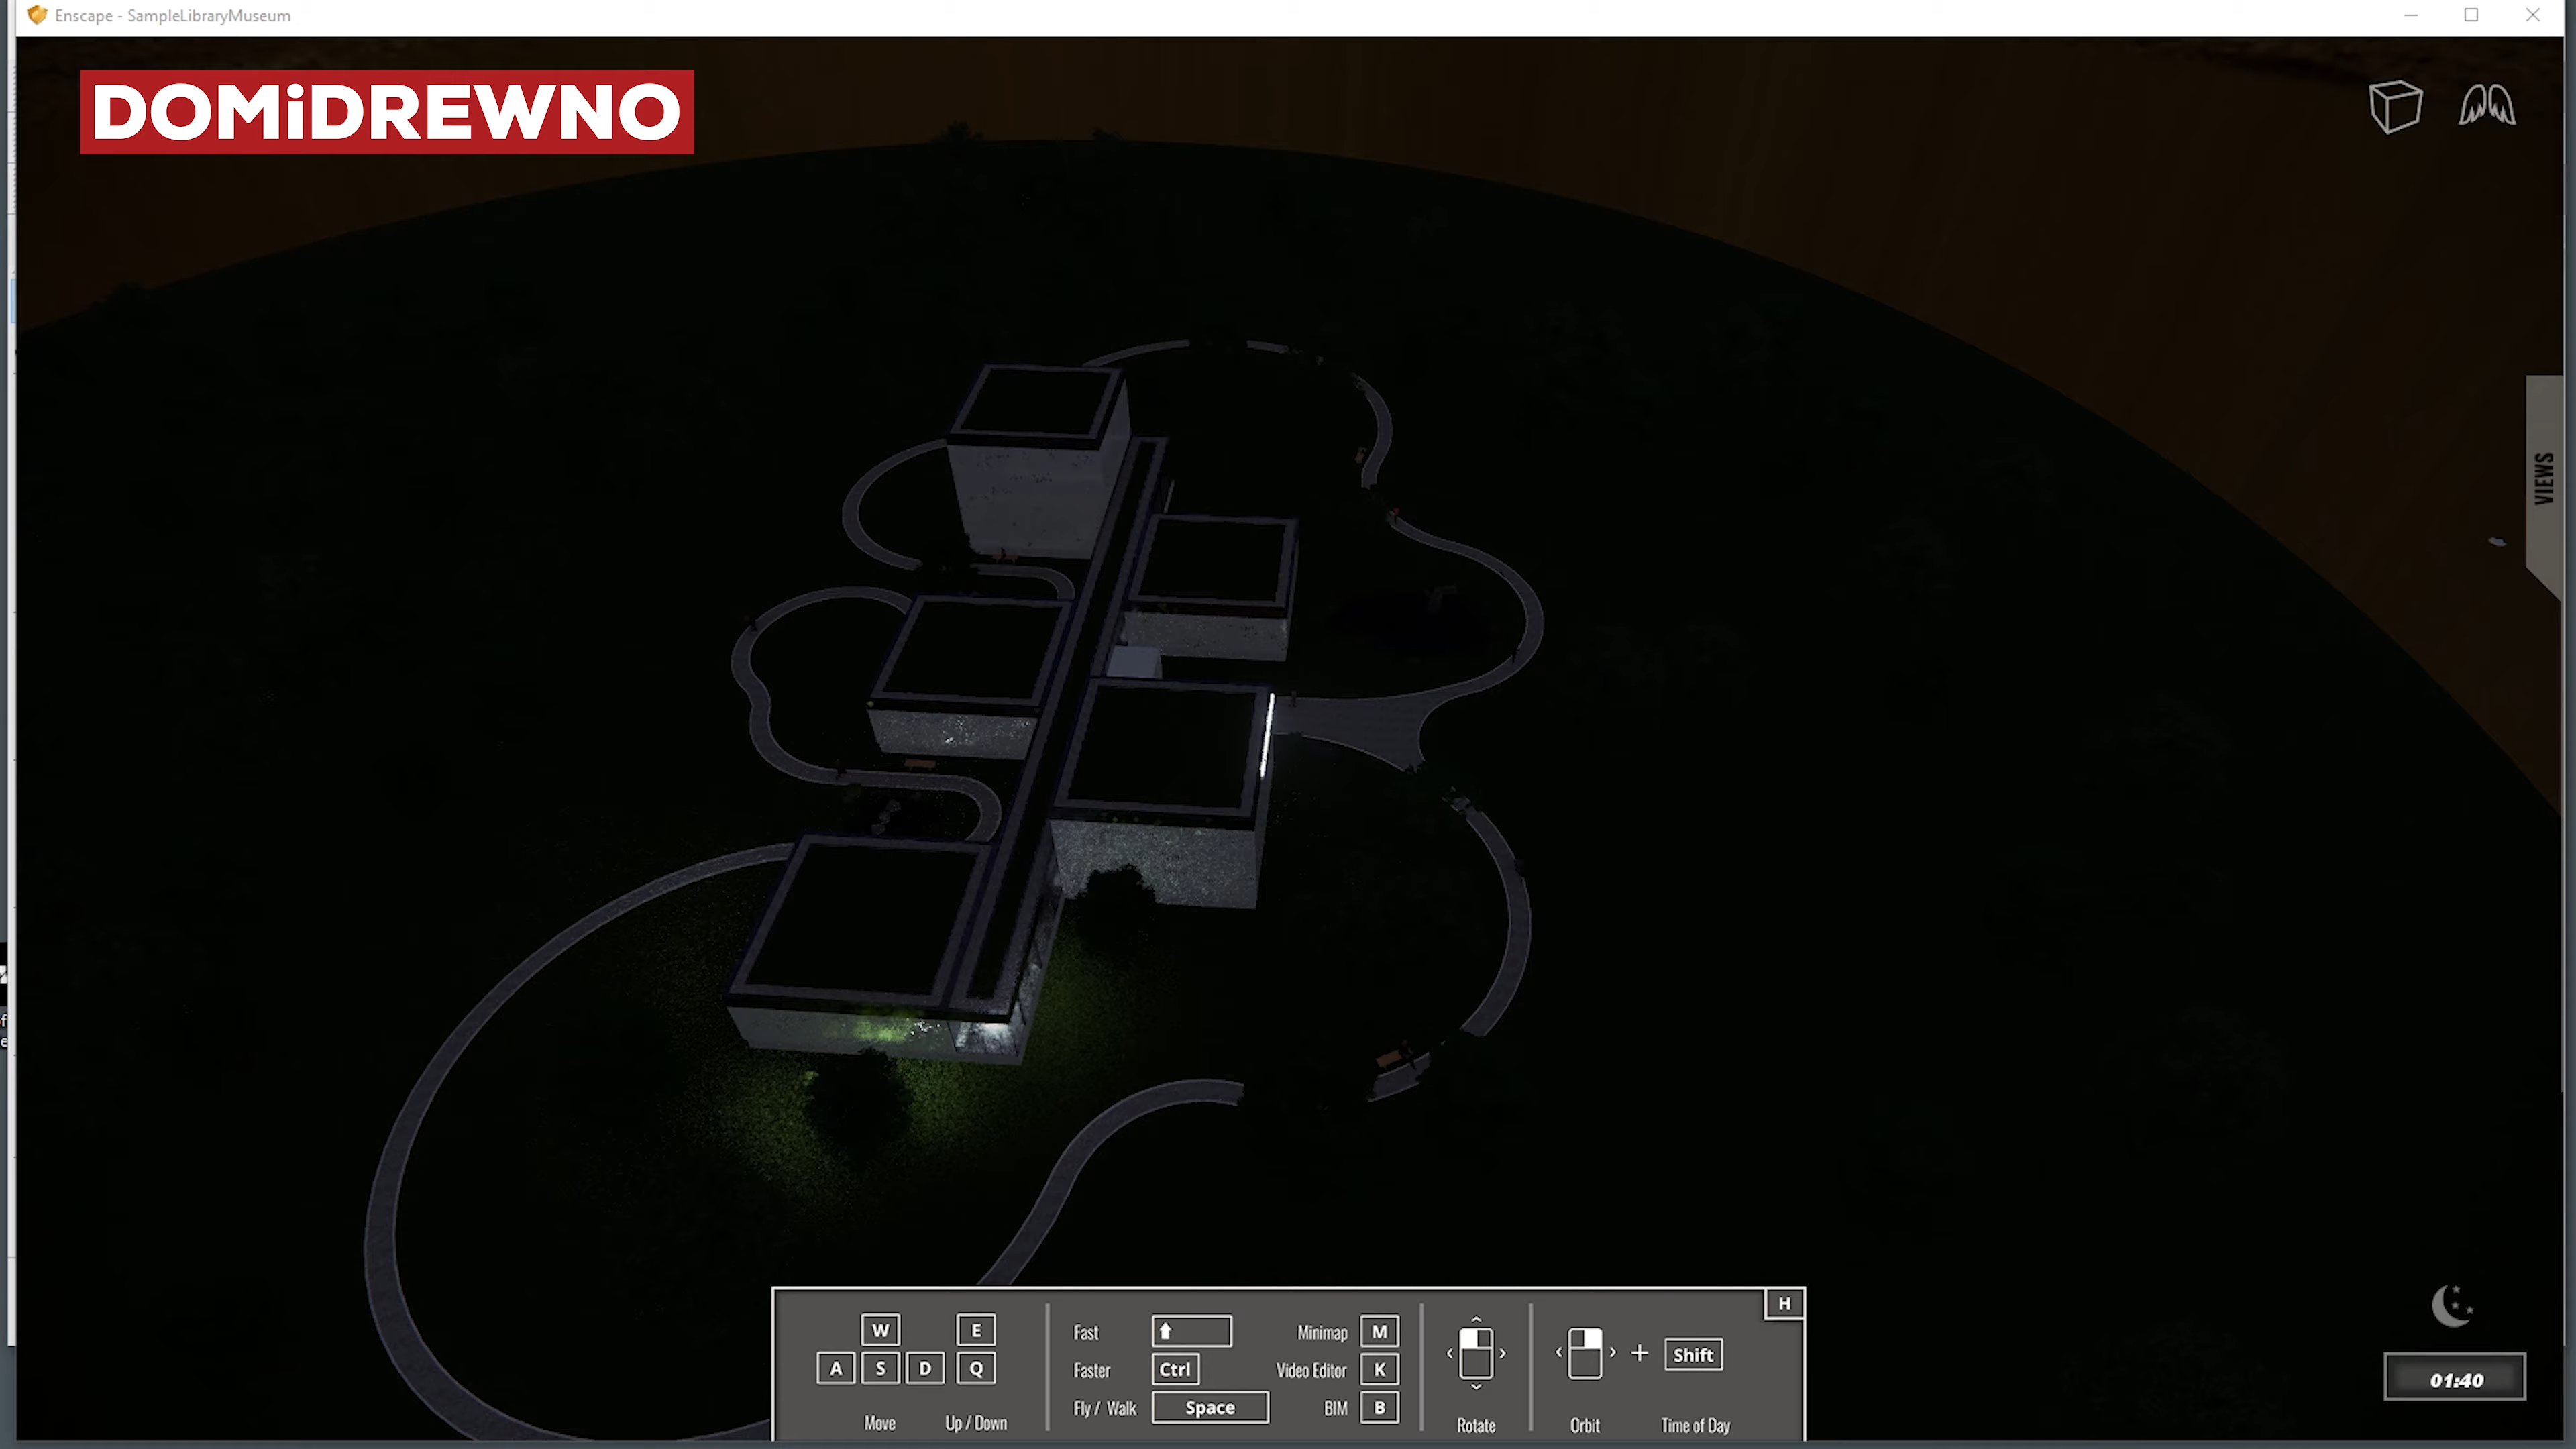 Enscape - SampleLibraryMuseum
DOMiDREWNO
VIEWS
H
W
E
A
S
D
Q
Move
Up / Down
Fast
Faster
Ctrl
Fly / Walk
Space
Minimap
M
Video Editor
K
BIM
B
Rotate
Orbit
+
Shift
Time of Day
01:40